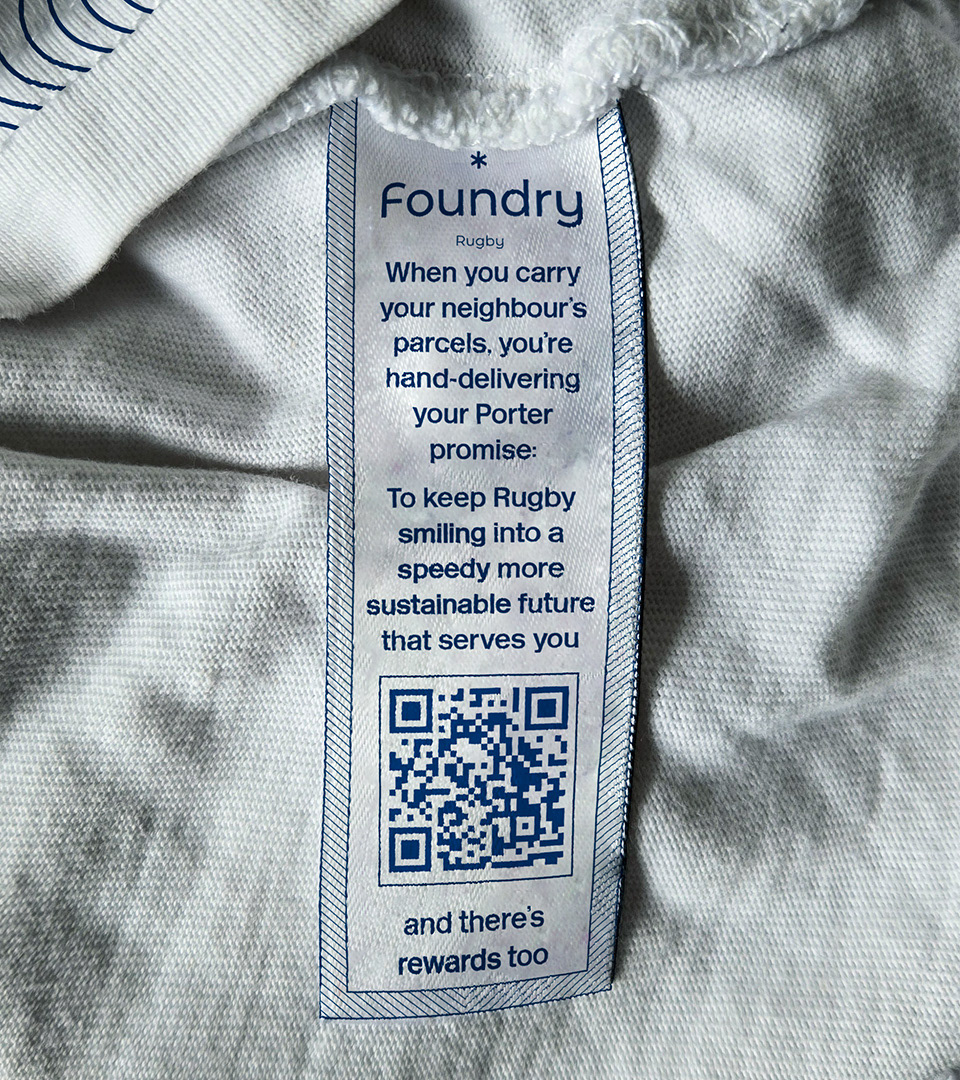 *
Foundry
Rugby
When you carry
your neighbour's
parcels, you're
hand-delivering
your Porter
promise:
To keep Rugby
smiling into a
speedy more
sustainable future
that serves you
and there's
rewards too